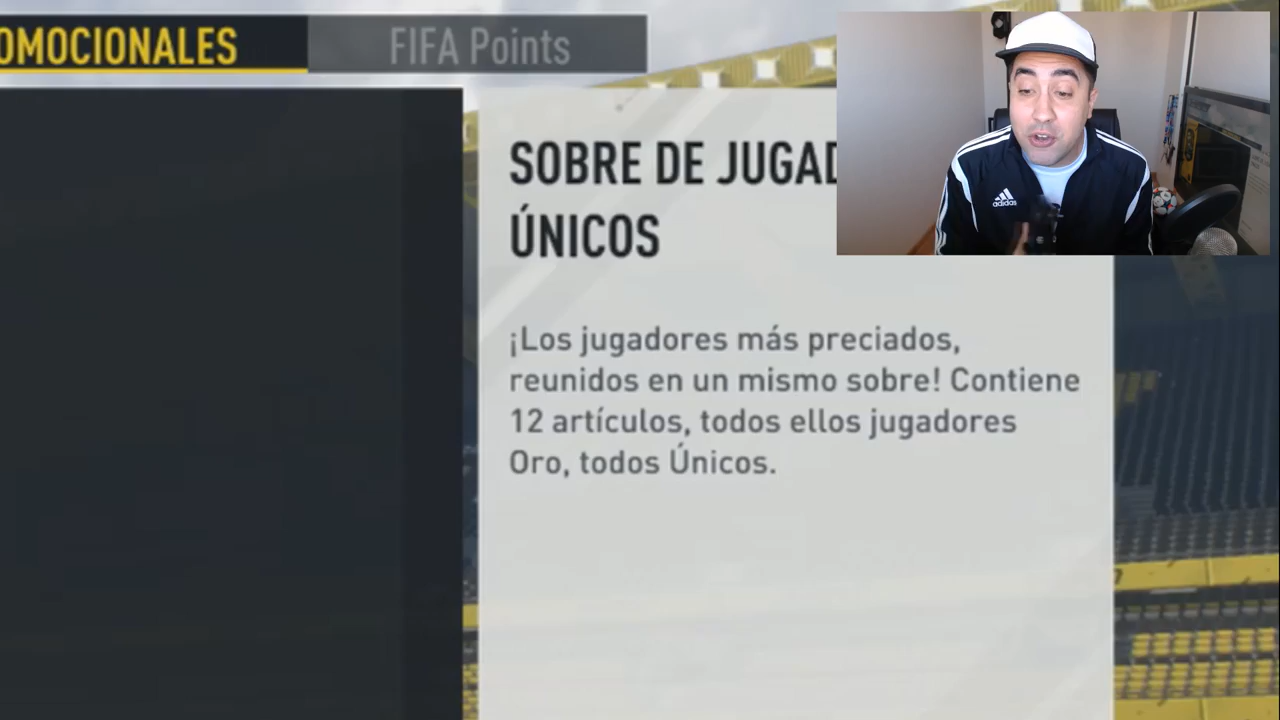 OMOCIONALES
FIFA Points
SOBRE DE JUGAD
ÚNICOS
¡Los jugadores más preciados,
reunidos en un mismo sobre! Contiene
12 artículos, todos ellos jugadores
Oro, todos Únicos.
adidas